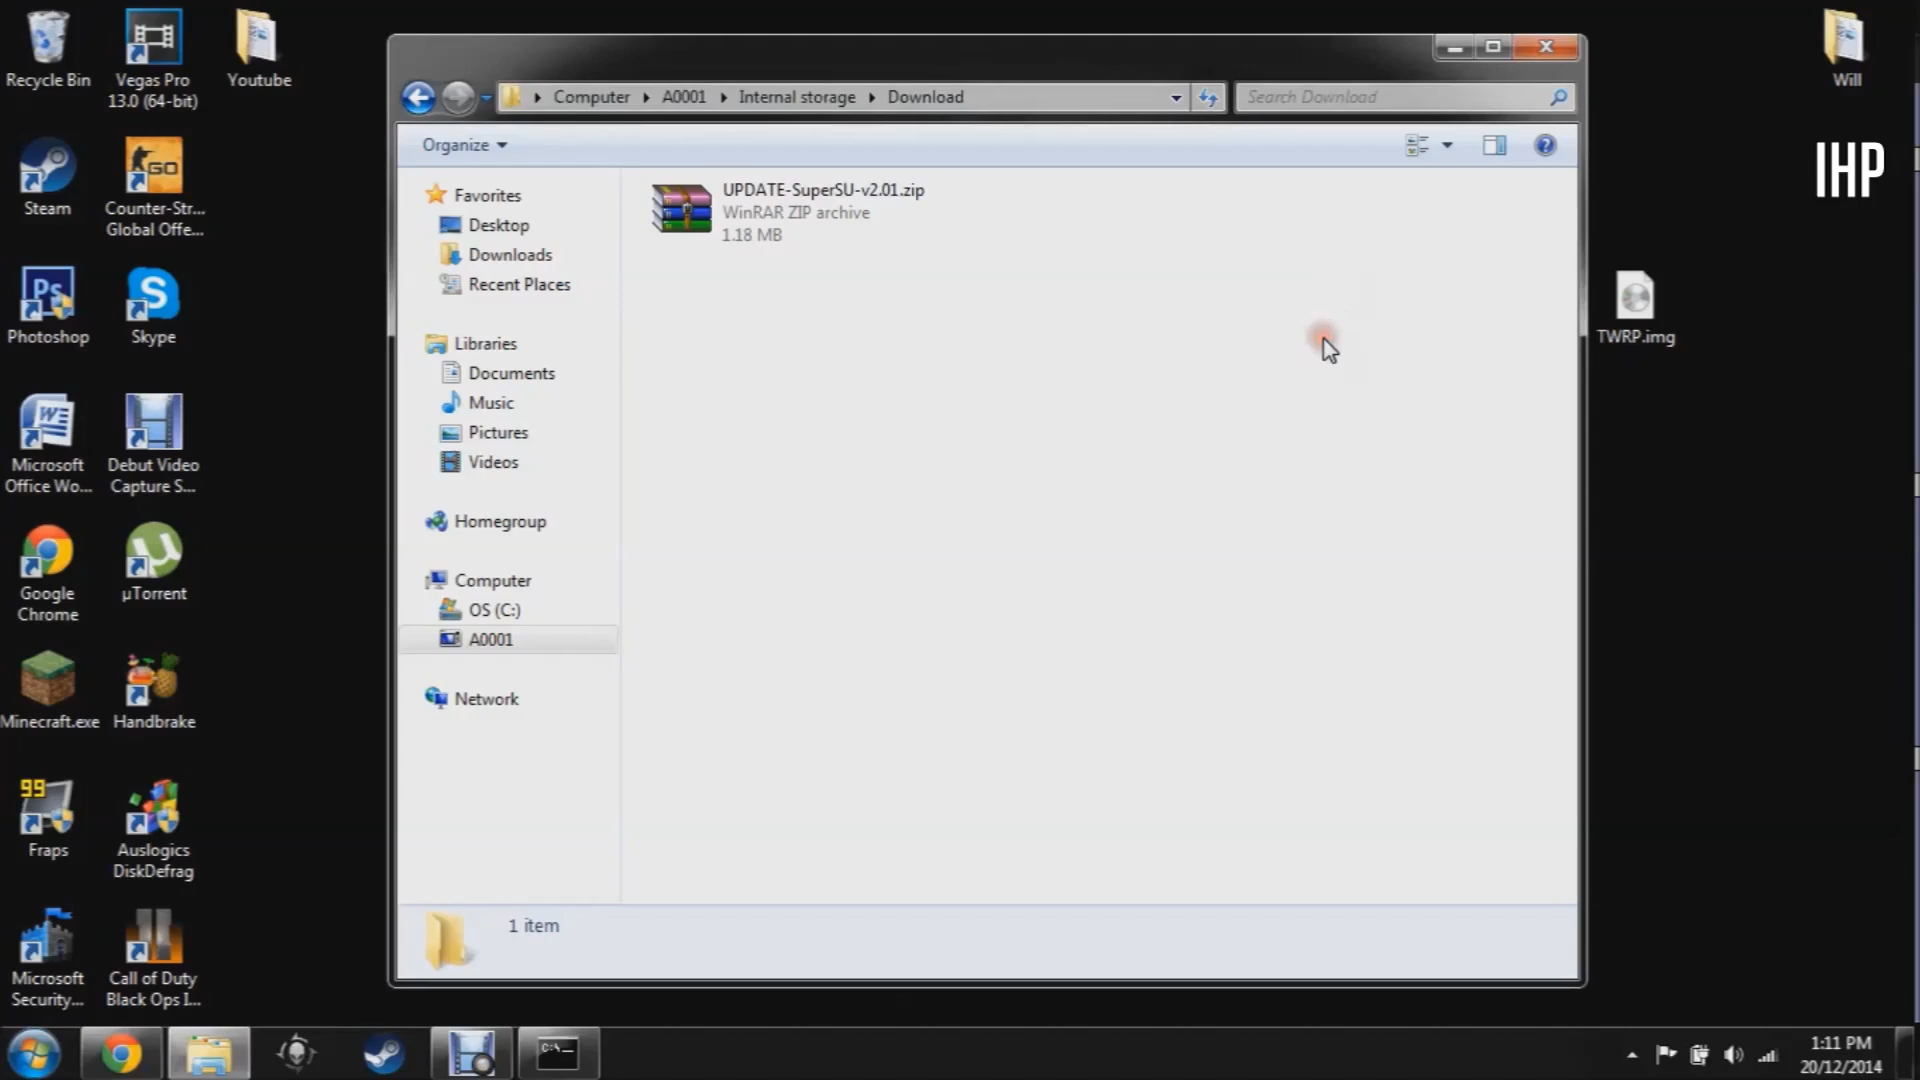 Recycle Bin
Vegas Pro
13.0 (64-bit)
Youtube
Will
Computer
A0001
Internal storage
Download
Search Download
Organize
IHP
Steam
GO
Counter-Str...
Global Offe...
Favorites
Desktop
Downloads
Recent Places
UPDATE-SuperSU-v2.01.zip
WinRAR ZIP archive
1.18 MB
Ps
Photoshop
S
Skype
TWRP.img
Libraries
Documents
Music
Pictures
Videos
W
Microsoft
Office Wo...
Debut Video
Capture S...
Homegroup
Google
Chrome
µ
µTorrent
Computer
OS (C:)
A0001
Network
Minecraft.exe
Handbrake
99
Fraps
Auslogics
DiskDefrag
1 item
Microsoft
Security...
II
Call of Duty
Black Ops I...
C:\_
1:11 PM
20/12/2014